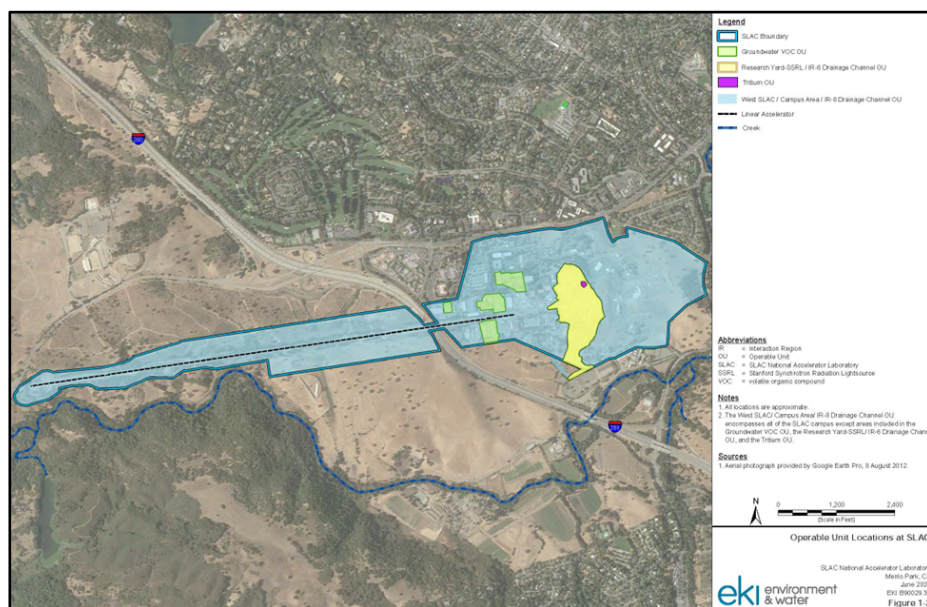 Legend
SLAC Boundary
Groundwater VOC OU
Research Yard-SSRL / IR-6 Drainage Channel OU
Tritium OU
West SLAC / Campus Area / IR-8 Drainage Channel OU
Linear Accelerator
Creek
280
280
Abbreviations
IR = Interaction Region
OU = Operable Unit
SLAC = SLAC National Accelerator Laboratory
SSRL = Stanford Synchrotron Radiation Lightsource
VOC = volatile organic compound
Notes
1. All locations are approximate.
2. The West SLAC/ Campus Area/ IR-8 Drainage Channel OU
encompasses all of the SLAC campus except areas included in the
Groundwater VOC OU, the Research Yard-SSRL/ IR-6 Drainage Chann
OU, and the Tritium OU.
Sources
1. Aerial photograph provided by Google Earth Pro, 8 August 2012.
N
0 1,200 2,400
(Scale in Feet)
Operable Unit Locations at SLAC
SLAC National Accelerator Laborator
Menlo Park, C
June 202
EKI B90029.
eki environment
& water
Figure 1-